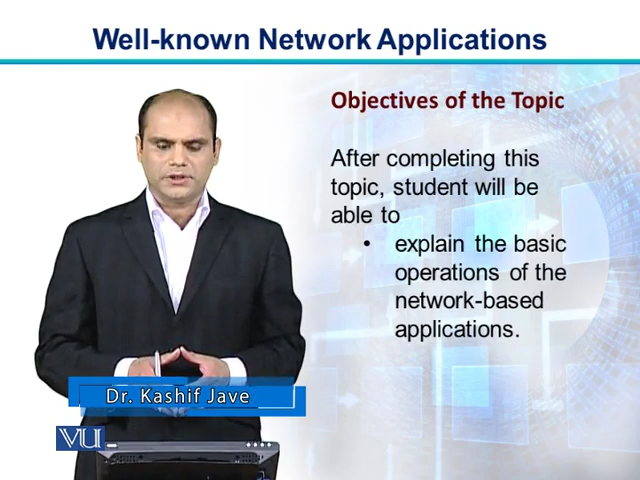 Well-known Network Applications
Objectives of the Topic
After completing this
topic, student will be
able to
• explain the basic
operations of the
network-based
applications.
Dr. Kashif Jave
VU